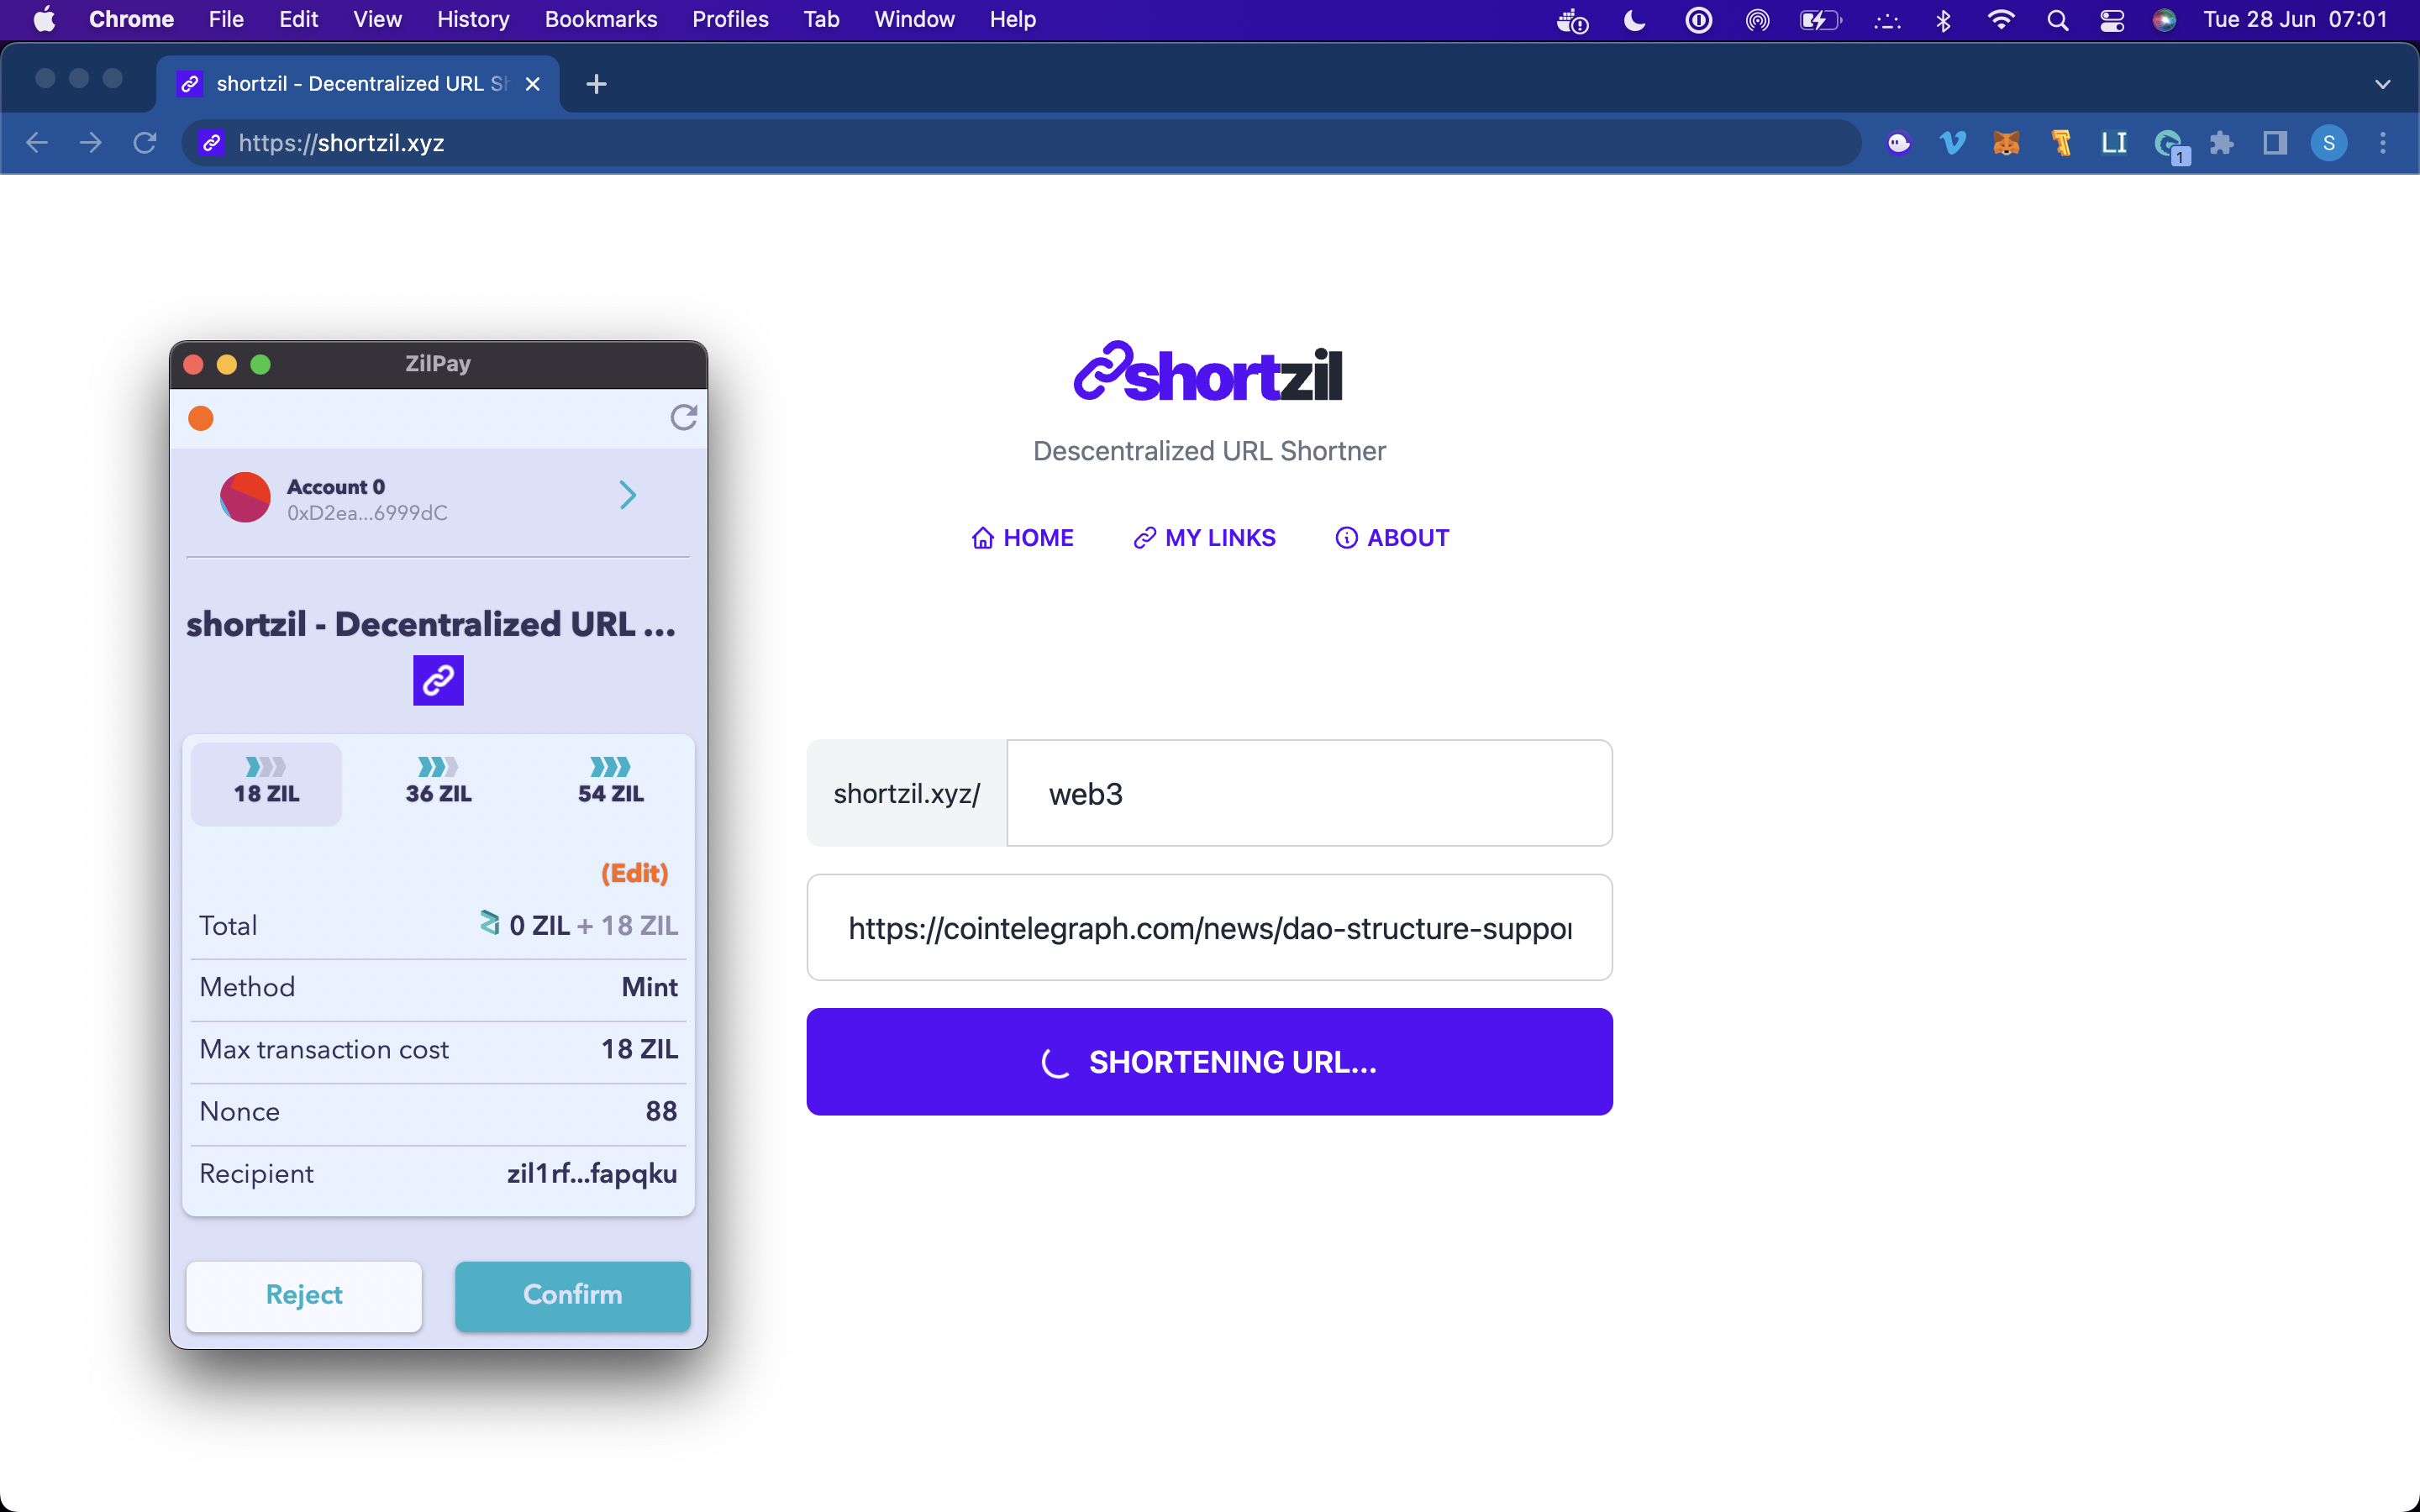 Chrome File Edit View History Bookmarks Profiles Tab Window Help Tue 28 Jun 07:01
shortzil - Decentralized URL Sh
https://shortzil.xyz
LI
1
S
ZilPay
Account 0
0xD2ea...6999dC
shortzil - Decentralized URL ...
18 ZIL 36 ZIL 54 ZIL
(Edit)
Total 0 ZIL + 18 ZIL
Method Mint
Max transaction cost 18 ZIL
Nonce 88
Recipient zil1rf...fapqku
Reject Confirm
shortzil
Descentralized URL Shortner
HOME MY LINKS ABOUT
shortzil.xyz/ web3
https://cointelegraph.com/news/dao-structure-suppor
SHORTENING URL...